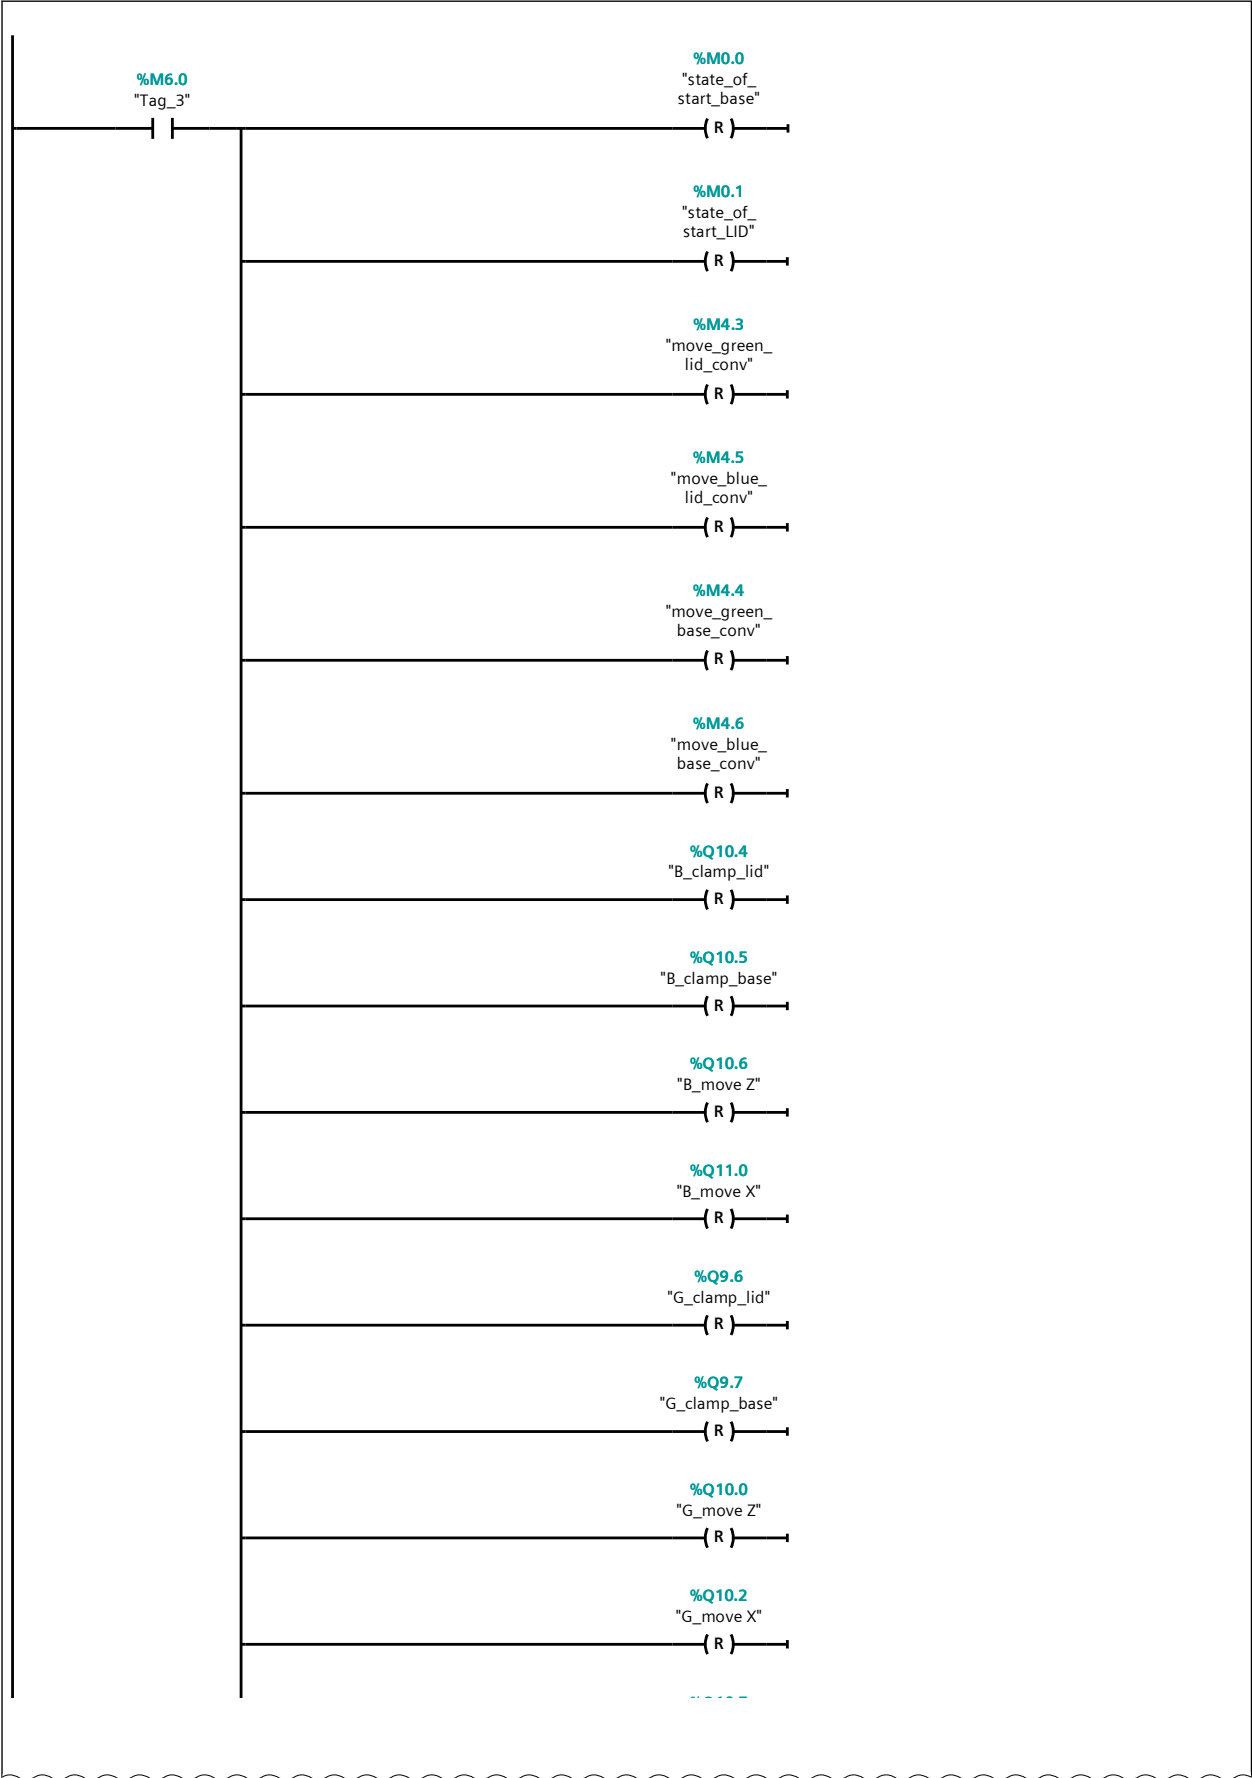 %M0.0
%M6.0
"state_of_
"Tag_3"
start_base"
( R )
%M0.1
"state_of_
start_LID"
( R )
%M4.3
"move_green_
lid_conv"
( R )
%M4.5
"move_blue_
lid_conv"
( R )
%M4.4
"move_green_
base_conv"
( R )
%M4.6
"move_blue_
base_conv"
( R )
%Q10.4
"B_clamp_lid"
( R )
%Q10.5
"B_clamp_base"
( R )
%Q10.6
"B_move Z"
( R )
%Q11.0
"B_move X"
( R )
%Q9.6
"G_clamp_lid"
( R )
%Q9.7
"G_clamp_base"
( R )
%Q10.0
"G_move Z"
( R )
%Q10.2
"G_move X"
( R )